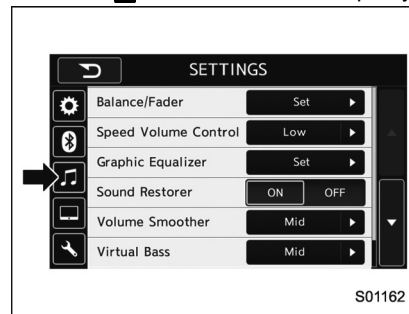 SETTINGS
Balance/Fader Set
Speed Volume Control Low
Graphic Equalizer Set
Sound Restorer ON OFF
Volume Smoother Mid
Virtual Bass Mid
S01162